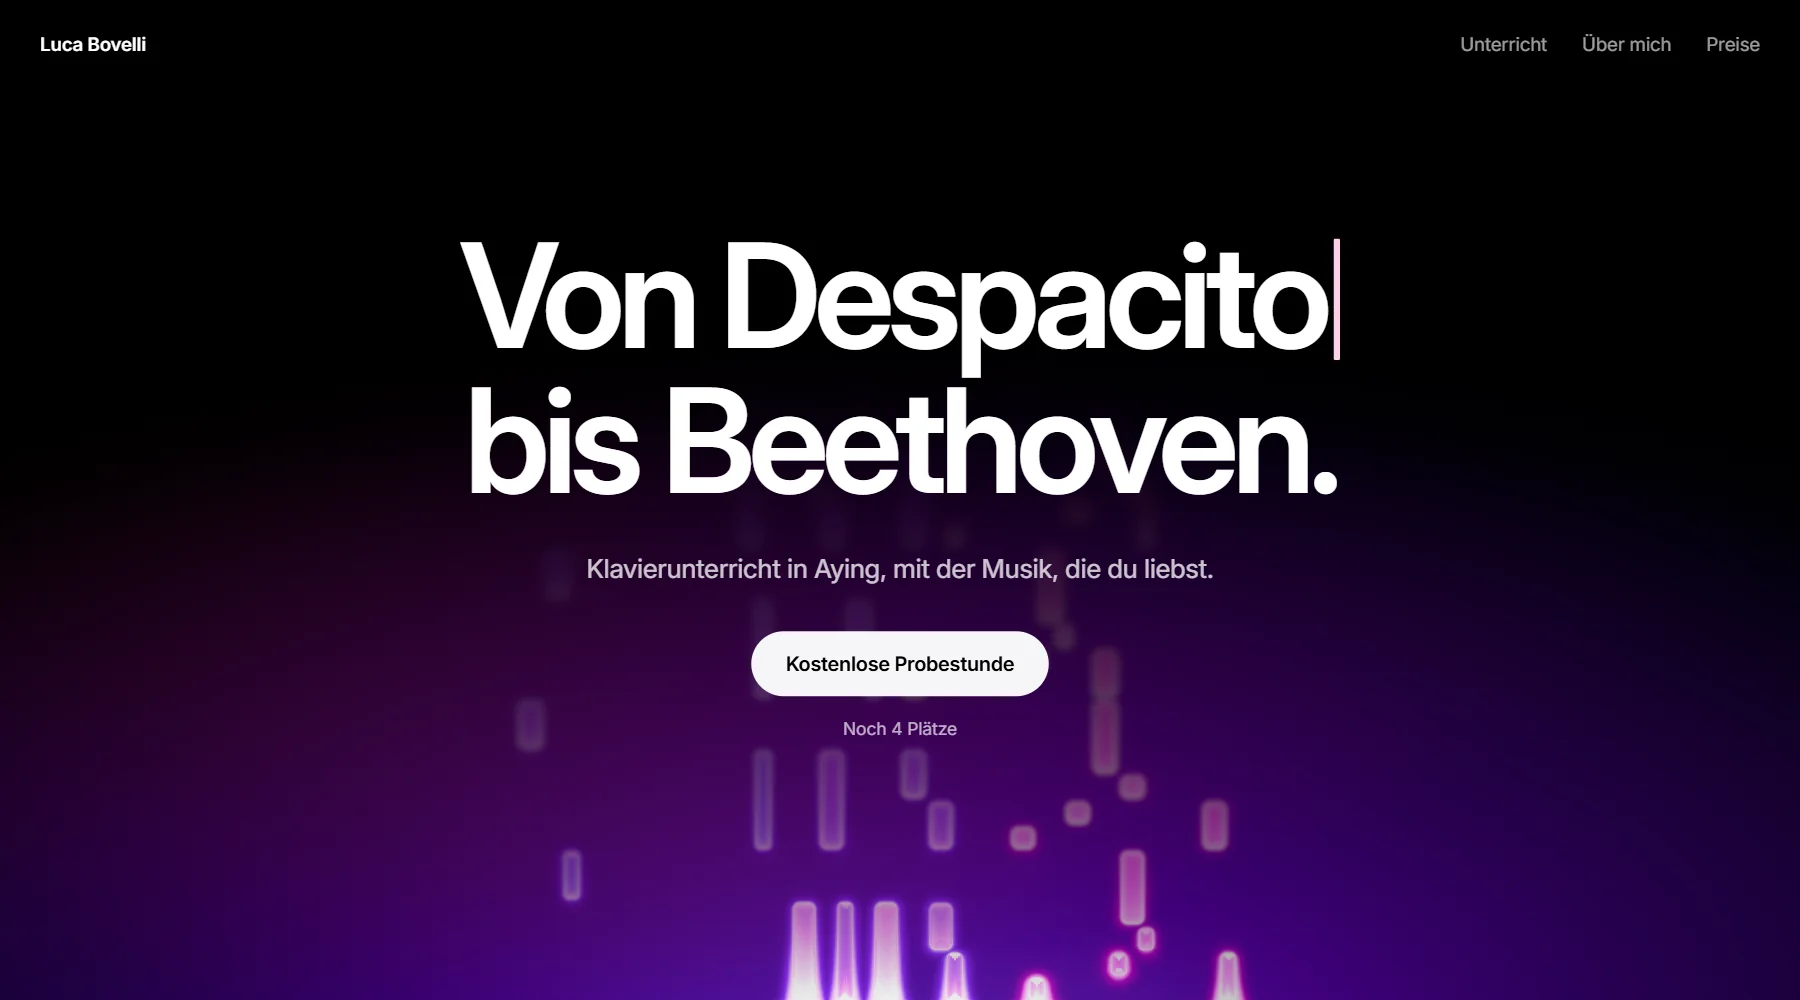 Luca Bovelli
Unterricht Über mich Preise
Von Despacito
bis Beethoven.
Klavierunterricht in Aying, mit der Musik, die du liebst.
Kostenlose Probestunde
Noch 4 Plätze